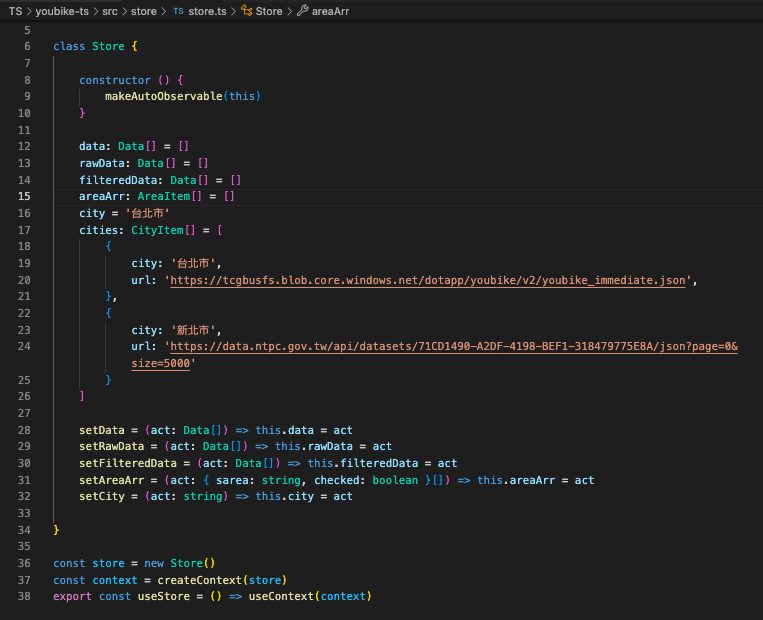 TS > youbike-ts > src > store > TS store.ts > Store > areaArr
5
6 class Store {
7
8 constructor () {
9 makeAutoObservable(this)
10 }
11
12 data: Data[] = []
13 rawData: Data[] = []
14 filteredData: Data[] = []
15 areaArr: AreaItem[] = []
16 city = '台北市'
17 cities: CityItem[] = [
18 {
19 city: '台北市',
20 url: 'https://tcgbusfs.blob.core.windows.net/dotapp/youbike/v2/youbike_immediate.json',
21 },
22 {
23 city: '新北市',
24 url: 'https://data.ntpc.gov.tw/api/datasets/71CD1490-A2DF-4198-BEF1-318479775E8A/json?page=0&
size=5000'
25 }
26 ]
27
28 setData = (act: Data[]) => this.data = act
29 setRawData = (act: Data[]) => this.rawData = act
30 setFilteredData = (act: Data[]) => this.filteredData = act
31 setAreaArr = (act: { sarea: string, checked: boolean }[]) => this.areaArr = act
32 setCity = (act: string) => this.city = act
33
34 }
35
36 const store = new Store()
37 const context = createContext(store)
38 export const useStore = () => useContext(context)